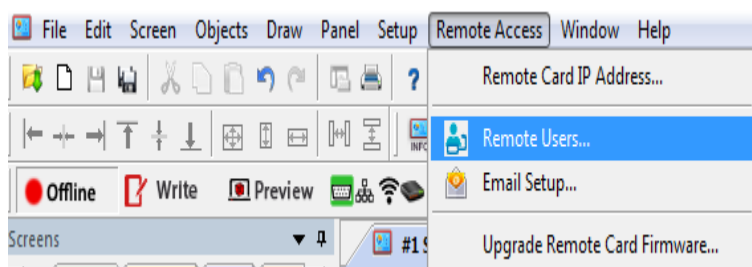 File Edit Screen Objects Draw Panel Setup Remote Access Window Help
Remote Card IP Address...
Remote Users...
Offline Write Preview
Email Setup...
Screens #1
Upgrade Remote Card Firmware...